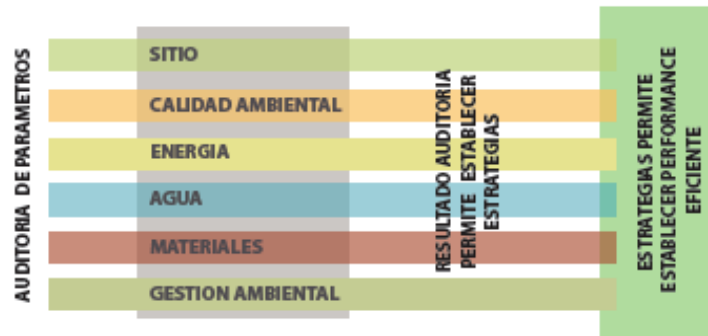 AUDITORIA DE PARAMETROS
SITIO
CALIDAD AMBIENTAL
ENERGIA
AGUA
MATERIALES
GESTION AMBIENTAL
RESULTADO AUDITORIA
PERMITE ESTABLECER
ESTRATEGIAS
ESTRATEGIAS PERMITE
ESTABLECER PERFORMANCE
EFICIENTE